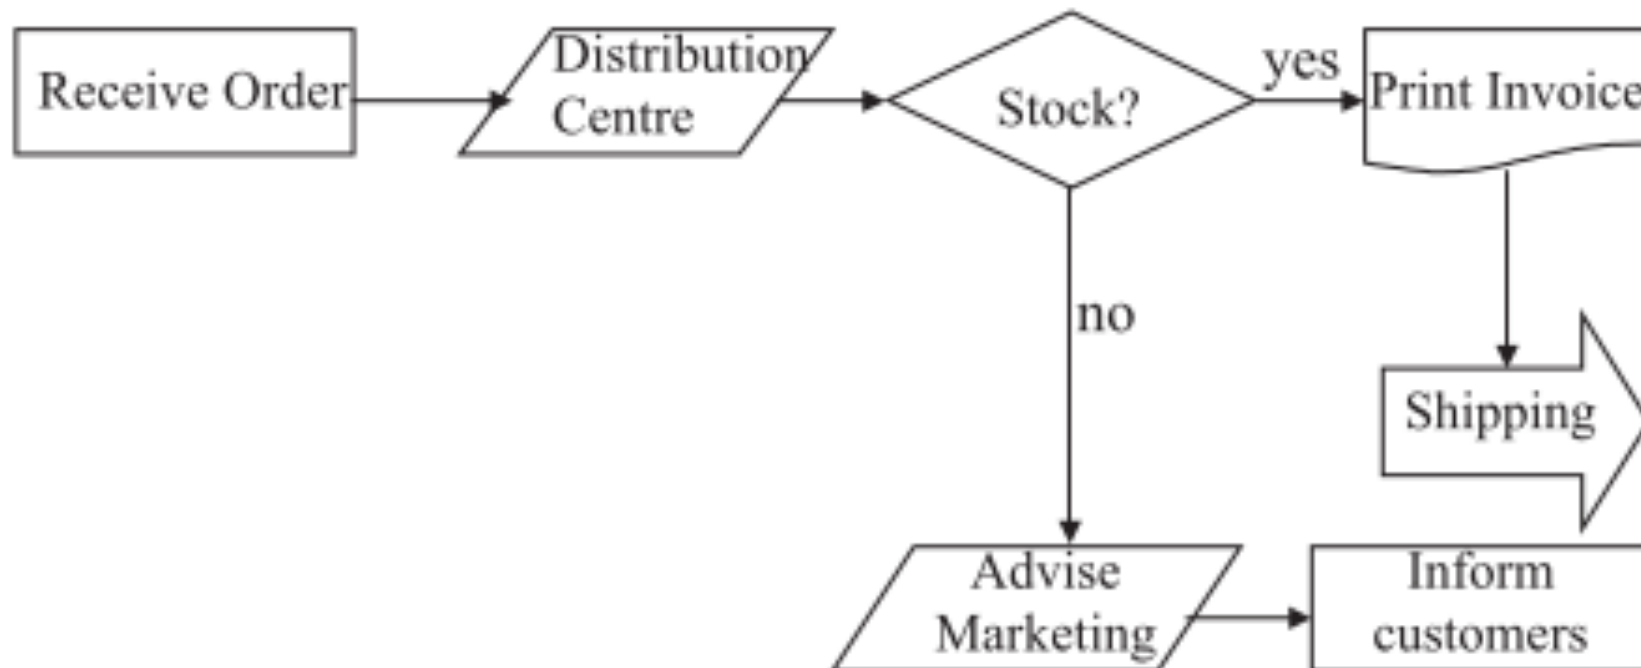 Receive Order
Distribution
Centre
Stock?
yes
Print Invoice
no
Shipping
Advise
Marketing
Inform
customers